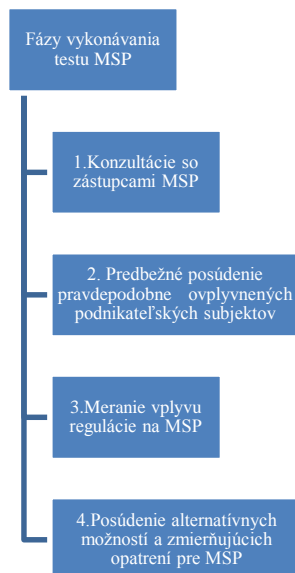 Fázy vykonávania
testu MSP
1.Konzultácie so
zástupcami MSP
2. Predbežné posúdenie
pravdepodobne ovplyvnených
podnikateľských subjektov
3.Meranie vplyvu
regulácie na MSP
4.Posúdenie alternatívnych
možností a zmierňujúcich
opatrení pre MSP